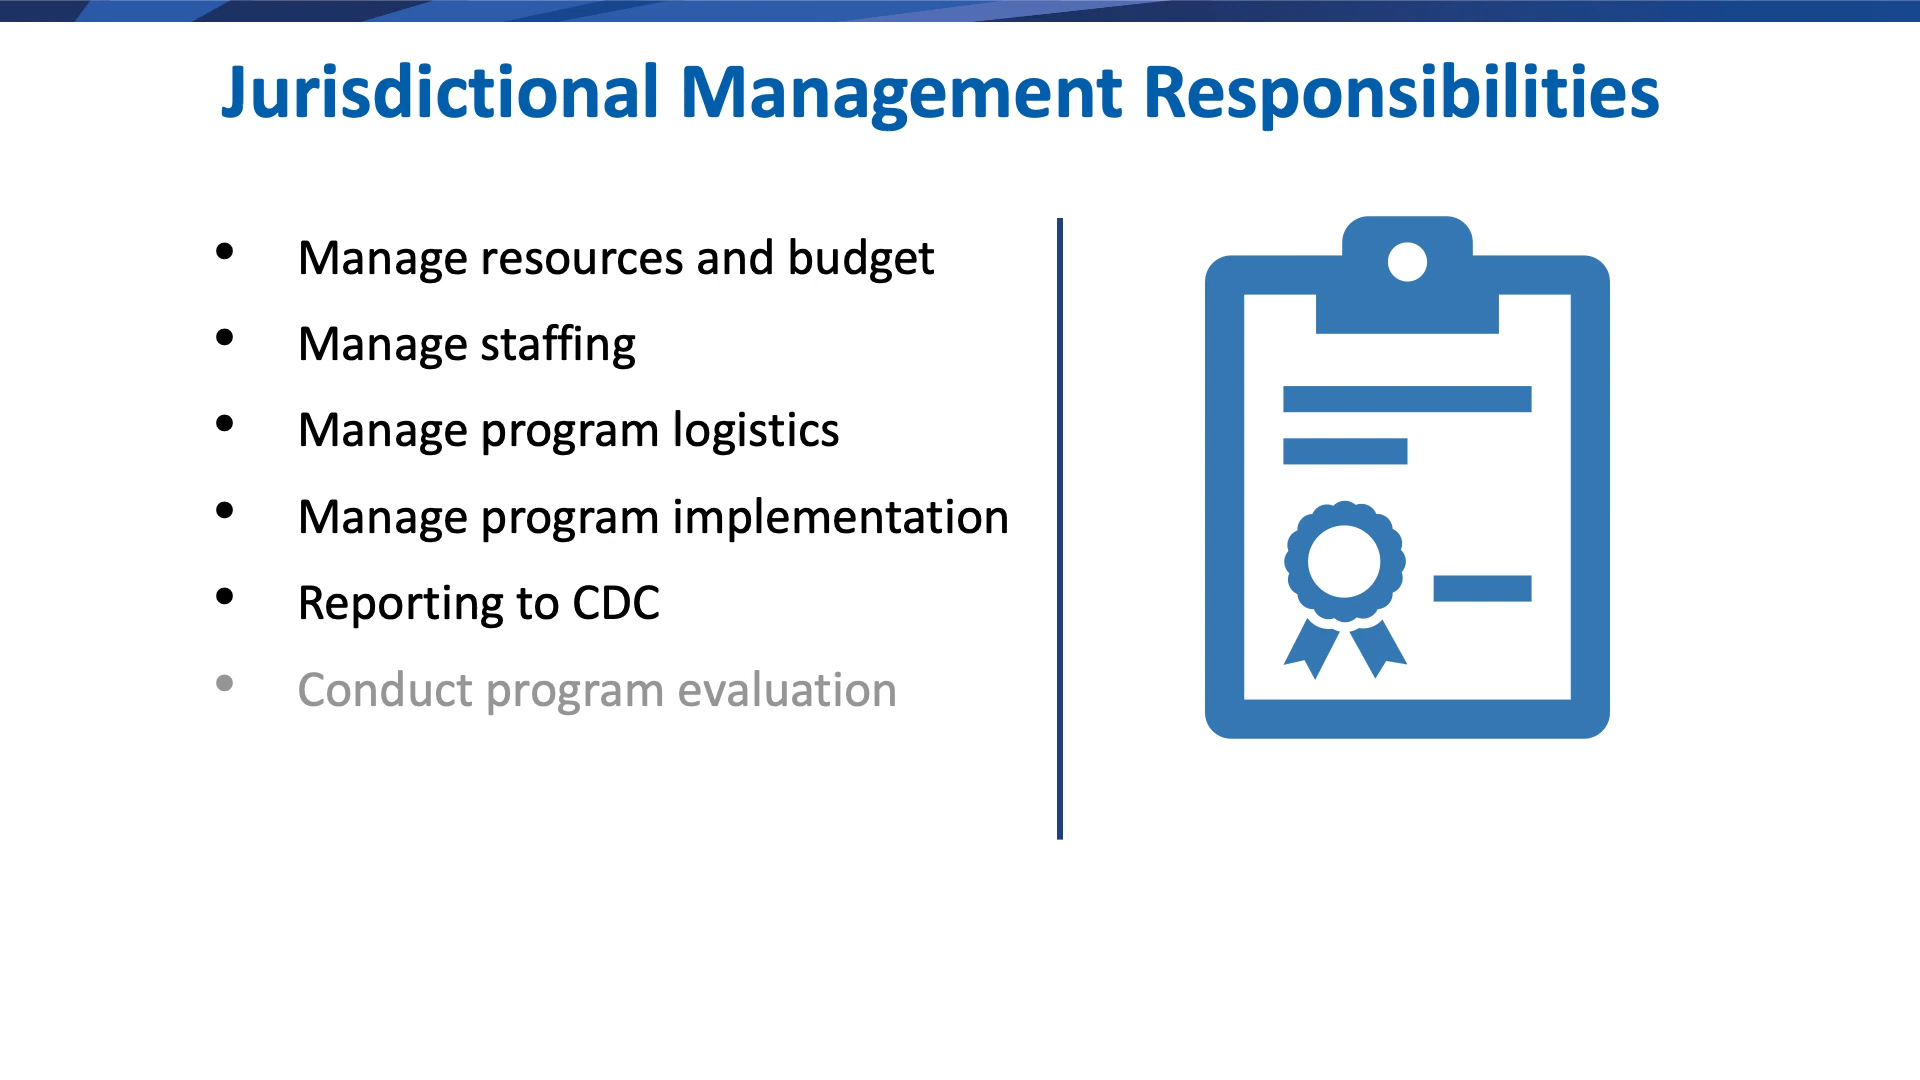 Jurisdictional Management Responsibilities
• Manage resources and budget
• Manage staffing
• Manage program logistics
• Manage program implementation
• Reporting to CDC
• Conduct program evaluation